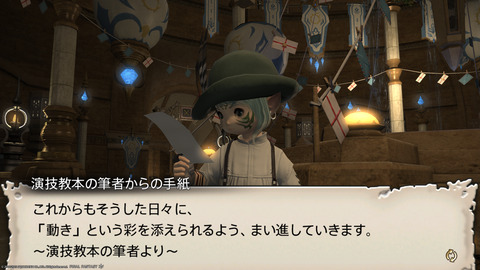 演技教本の筆者からの手紙
これからもそうした日々に、
「動き」という彩を添えられるよう、まい進していきます。
～演技教本の筆者より～